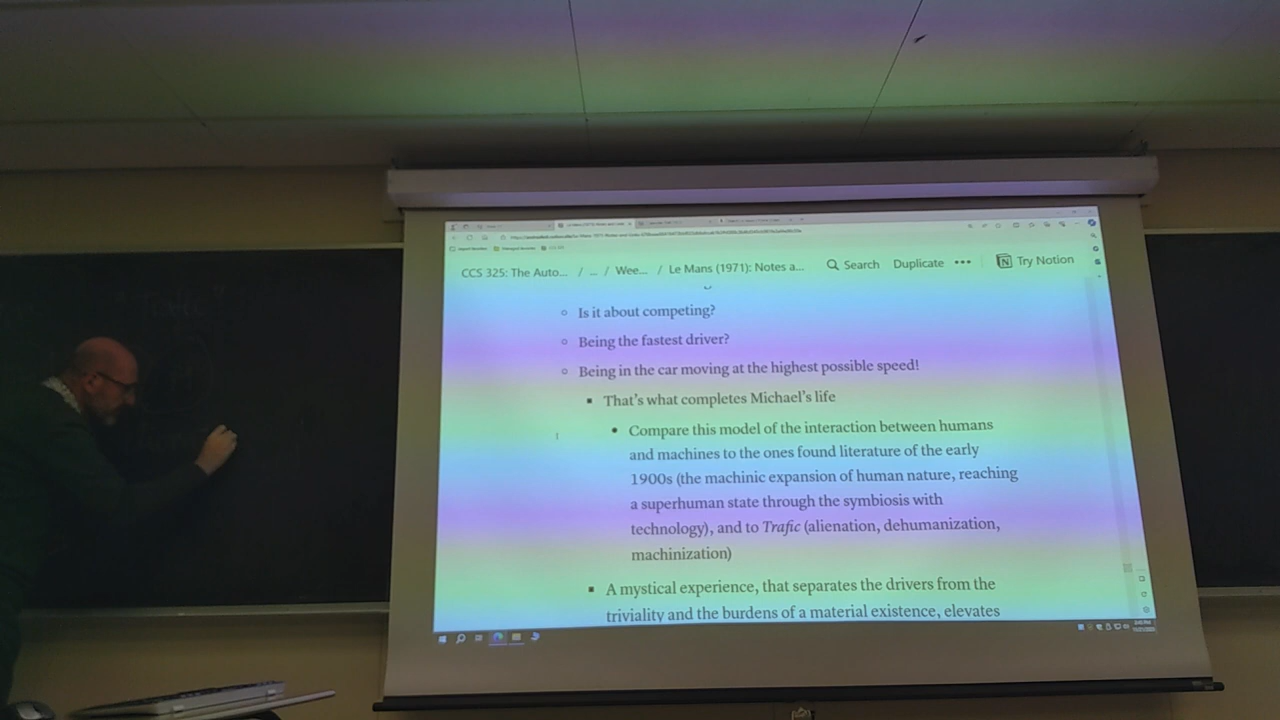 CCS 325: The Auto... / ... / Wee... / Le Mans (1971): Notes a... Search Duplicate ••• Try Notion
Is it about competing?
Being the fastest driver?
Being in the car moving at the highest possible speed!
That's what completes Michael's life
Compare this model of the interaction between humans
and machines to the ones found literature of the early
1900s (the machinic expansion of human nature, reaching
a superhuman state through the symbiosis with
technology), and to Trafic (alienation, dehumanization,
machinization)
A mystical experience, that separates the drivers from the
triviality and the burdens of a material existence, elevates